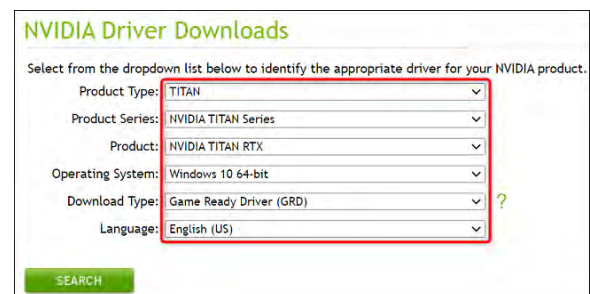 NVIDIA Driver Downloads
Select from the dropdown list below to identify the appropriate driver for your NVIDIA product.
Product Type: TITAN
Product Series: NVIDIA TITAN Series
Product: NVIDIA TITAN RTX
Operating System: Windows 10 64-bit
Download Type: Game Ready Driver (GRD) ?
Language: English (US)
SEARCH